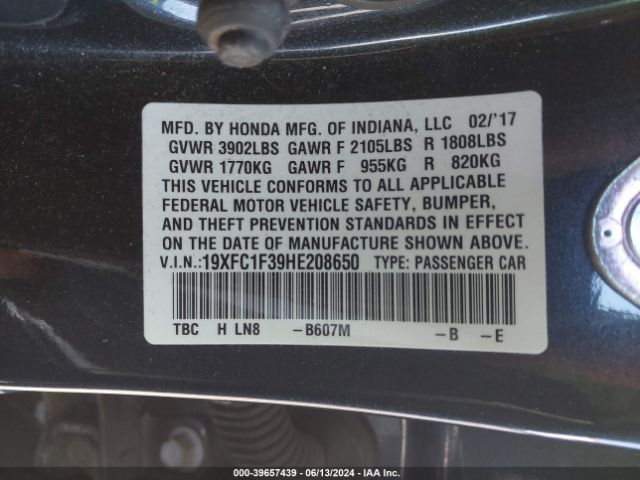 MFD. BY HONDA MFG. OF INDIANA, LLC 02/'17
GVWR 3902LBS GAWR F 2105LBS R 1808LBS
GVWR 1770KG GAWR F 955KG R 820KG
THIS VEHICLE CONFORMS TO ALL APPLICABLE
FEDERAL MOTOR VEHICLE SAFETY, BUMPER,
AND THEFT PREVENTION STANDARDS IN EFFECT
ON THE DATE OF MANUFACTURE SHOWN ABOVE.
V.I.N.:19XFC1F39HE208650 TYPE: PASSENGER CAR
TBC H LN8 -B607M -B -E
000-39657439 - 06/13/2024 - IAA Inc.